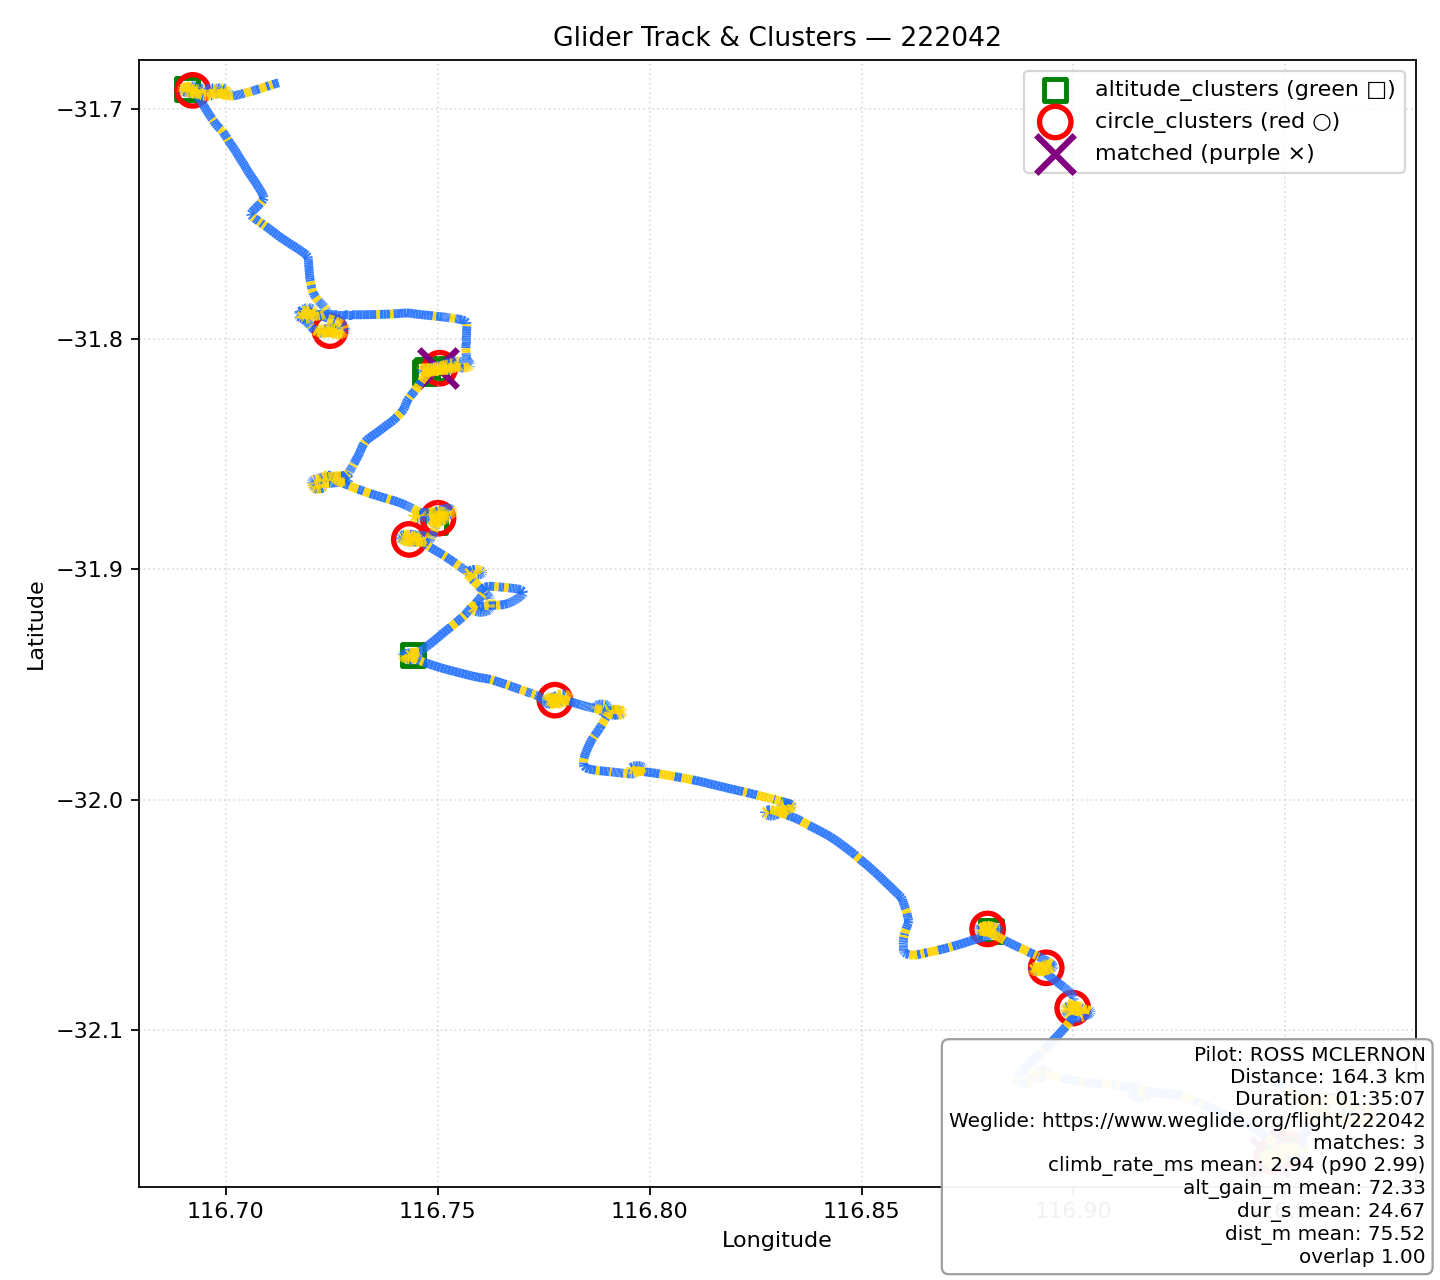 Glider Track & Clusters — 222042
altitude_clusters (green □)
circle_clusters (red ○)
matched (purple ×)
Latitude
−31.7
−31.8
−31.9
−32.0
−32.1
116.70
116.75
116.80
116.85
116.90
Longitude
Pilot: ROSS MCLERNON
Distance: 164.3 km
Duration: 01:35:07
Weglide: https://www.weglide.org/flight/222042
matches: 3
climb_rate_ms mean: 2.94 (p90 2.99)
alt_gain_m mean: 72.33
dur_s mean: 24.67
dist_m mean: 75.52
overlap 1.00